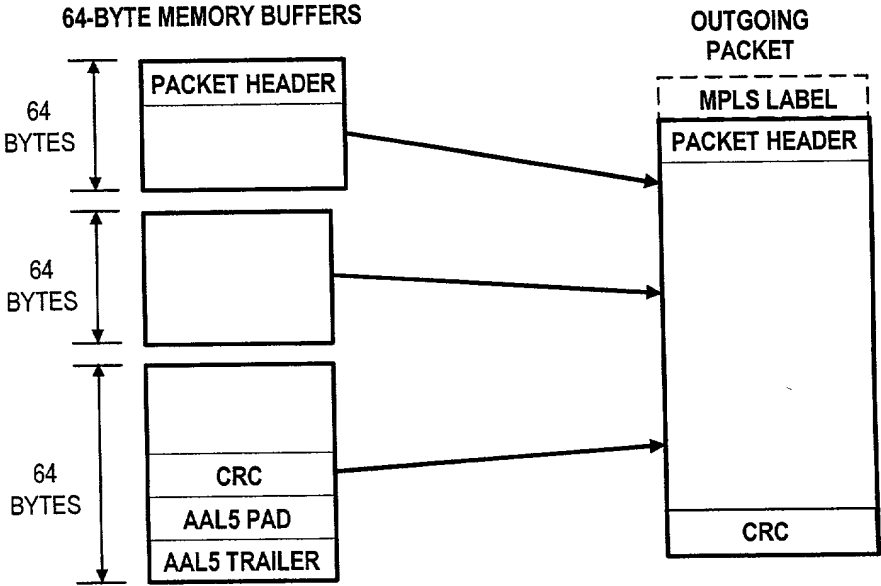 64-BYTE MEMORY BUFFERS
64
BYTES
PACKET HEADER
64
BYTES
64
BYTES
CRC
AAL5 PAD
AAL5 TRAILER
OUTGOING
PACKET
MPLS LABEL
PACKET HEADER
CRC